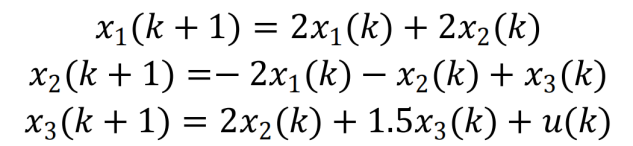 x₁(k + 1) = 2x₁(k) + 2x₂(k)
x₂(k + 1) =− 2x₁(k) − x₂(k) + x₃(k)
x₃(k + 1) = 2x₂(k) + 1.5x₃(k) + u(k)